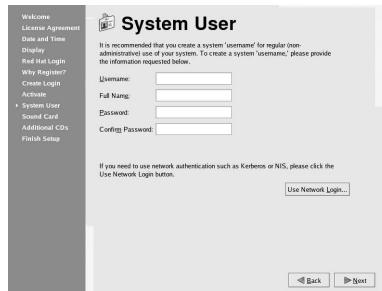 Welcome
License Agreement
Date and Time
Display
Red Hat Login
Why Register?
Create Login
Activate
System User
Sound Card
Additional CDs
Finish Setup
System User
It is recommended that you create a system 'username' for regular (non-
administrative) use of your system. To create a system 'username,' please provide
the information requested below.
Username:
Full Name:
Password:
Confirm Password:
If you need to use network authentication such as Kerberos or NIS, please click the
Use Network Login button.
Use Network Login...
Back
Next